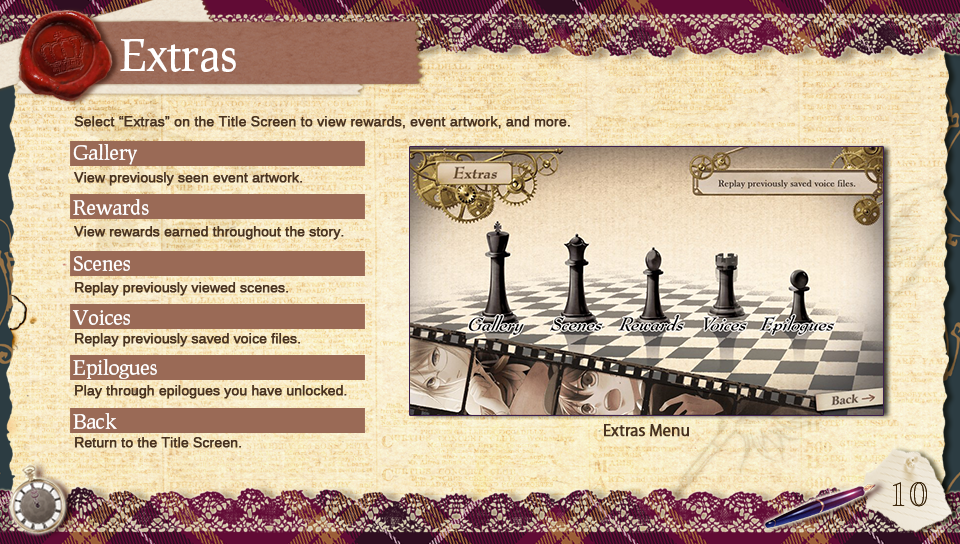 Extras
Select “Extras” on the Title Screen to view rewards, event artwork, and more.
Gallery
View previously seen event artwork.
Rewards
View rewards earned throughout the story.
Scenes
Replay previously viewed scenes.
Voices
Replay previously saved voice files.
Epilogues
Play through epilogues you have unlocked.
Back
Return to the Title Screen.
Extras
Replay previously saved voice files.
Gallery Scenes Rewards Voices Epilogues
Back →
Extras Menu
10